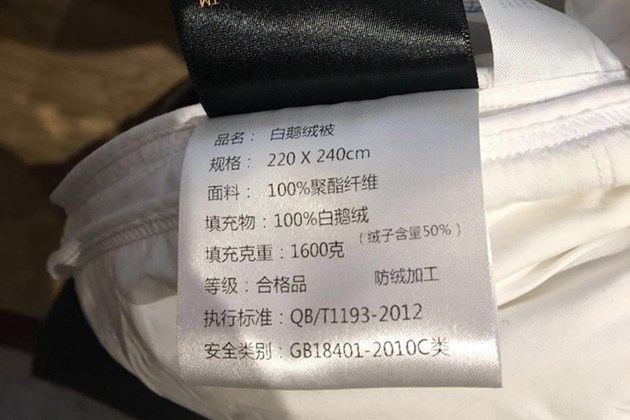 TM
品名：白鹅绒被
规格：220 X 240cm
面料：100%聚酯纤维
填充物：100%白鹅绒
（绒子含量50%）
填充克重：1600克
等级：合格品 防绒加工
执行标准：QB/T1193-2012
安全类别：GB18401-2010C类